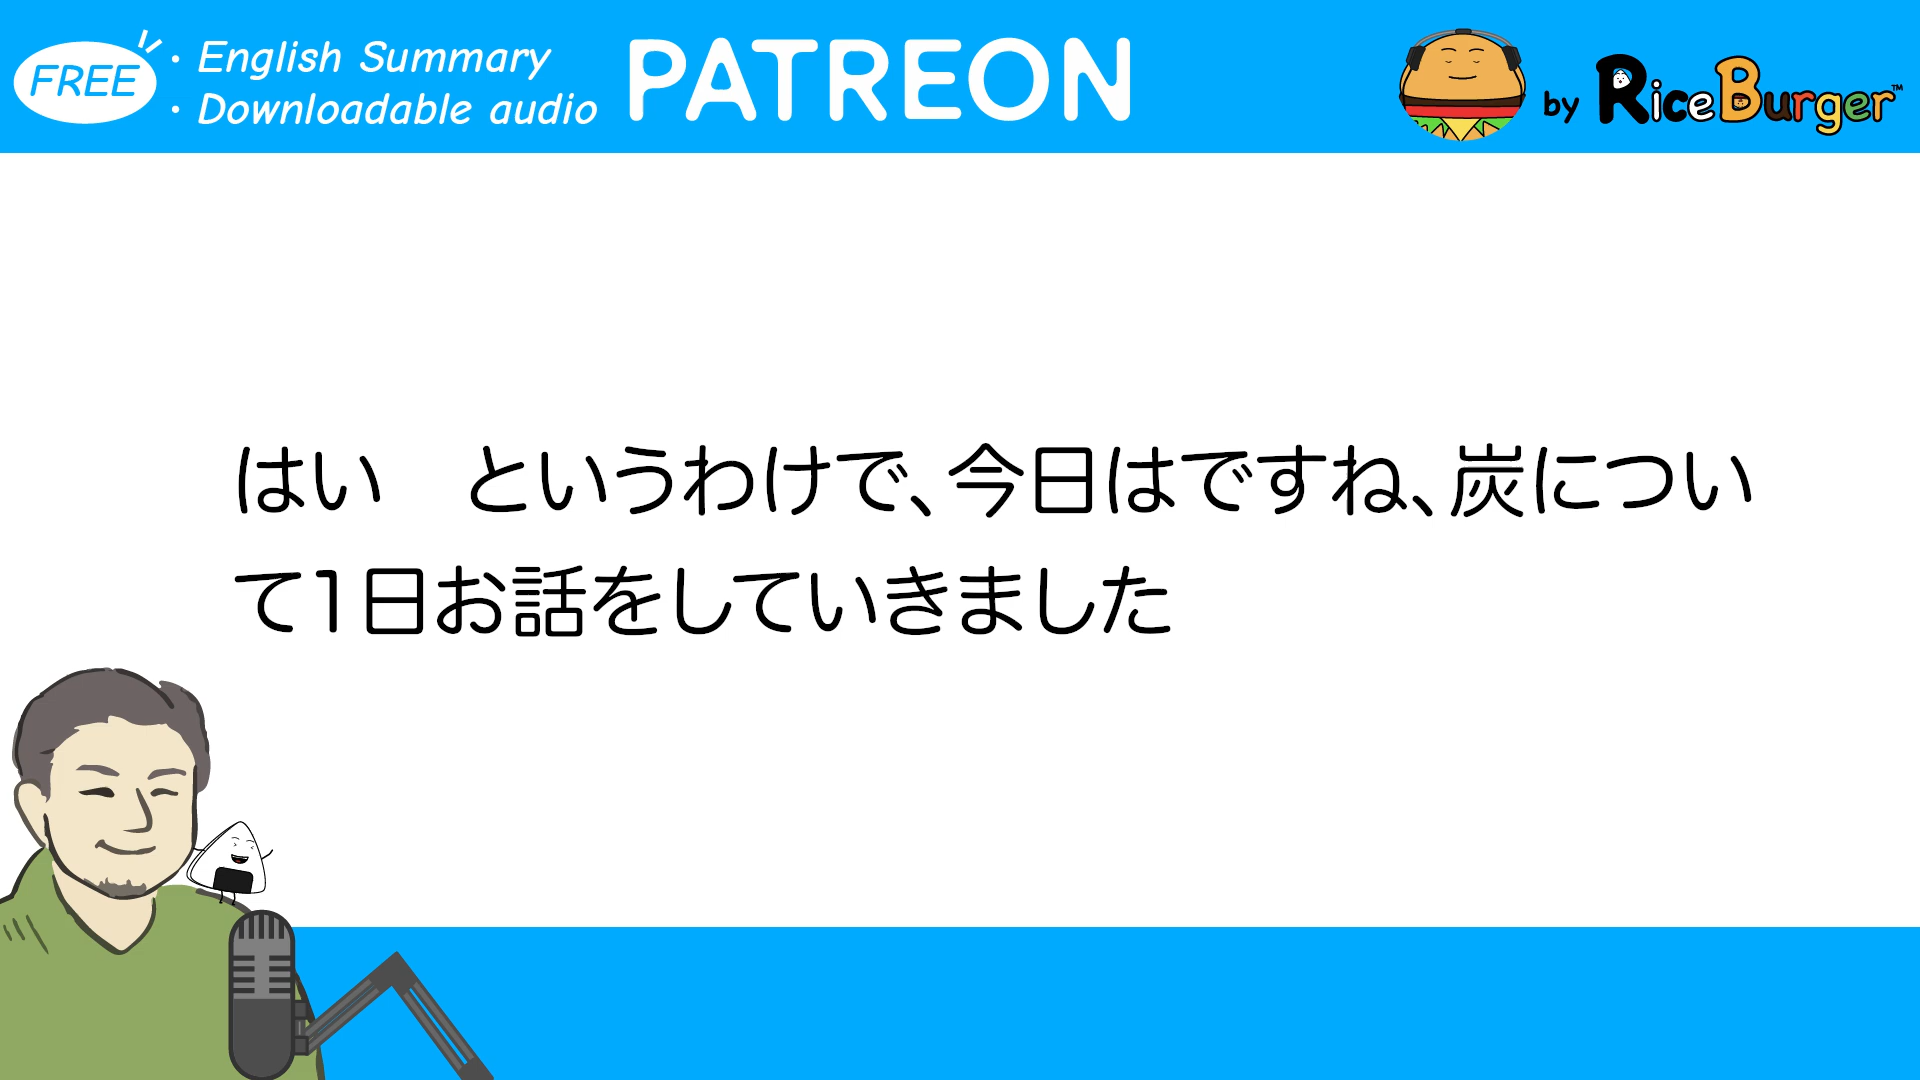 FREE
・English Summary
・Downloadable audio
PATREON
by RiceBurger™
はい　というわけで、今日はですね、炭につい
て1日お話をしていきました